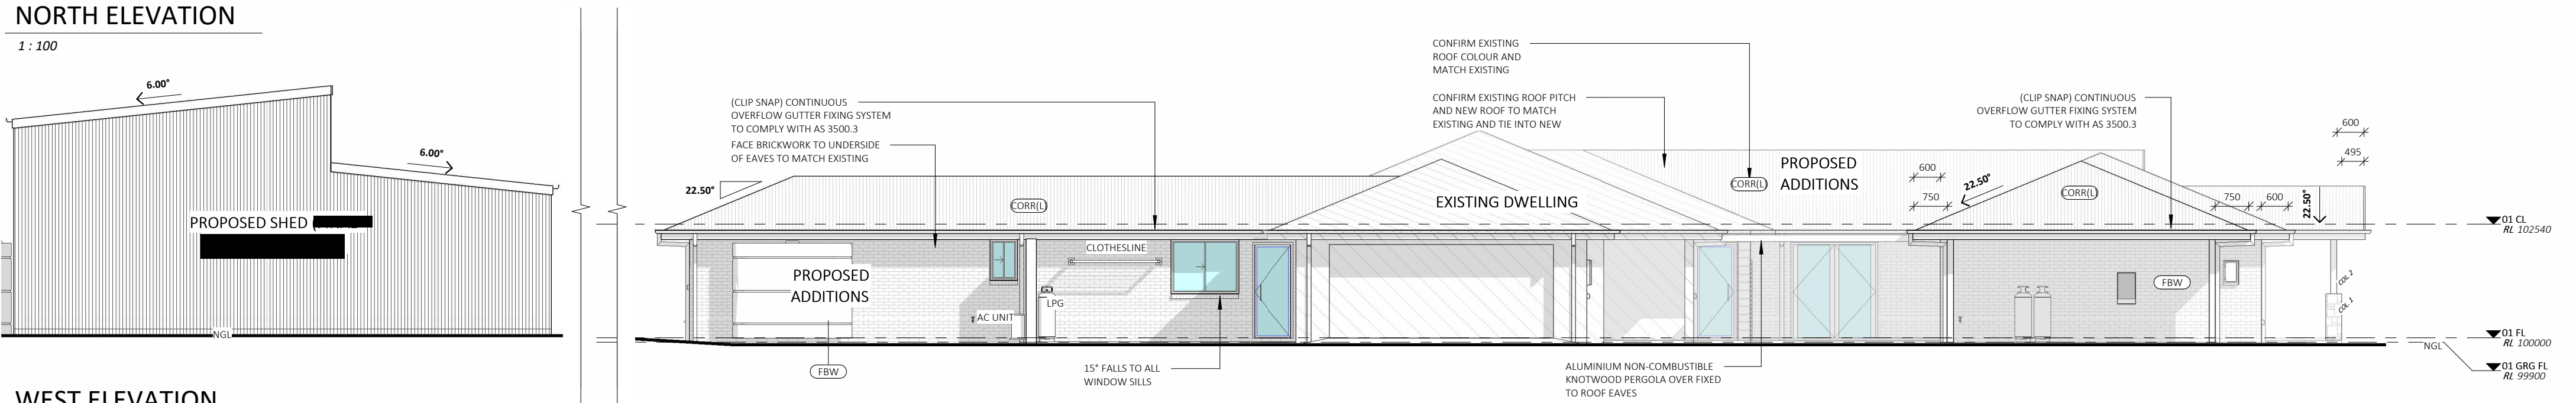 NORTH ELEVATION
1 : 100
6.00°
6.00°
PROPOSED SHED
NGL
(CLIP SNAP) CONTINUOUS
OVERFLOW GUTTER FIXING SYSTEM
TO COMPLY WITH AS 3500.3
FACE BRICKWORK TO UNDERSIDE
OF EAVES TO MATCH EXISTING
22.50°
CORR(L)
CLOTHESLINE
PROPOSED
ADDITIONS
LPG
AC UNIT
FBW
15° FALLS TO ALL
WINDOW SILLS
CONFIRM EXISTING
ROOF COLOUR AND
MATCH EXISTING
CONFIRM EXISTING ROOF PITCH
AND NEW ROOF TO MATCH
EXISTING AND TIE INTO NEW
EXISTING DWELLING
PROPOSED
ADDITIONS
CORR(L)
ALUMINIUM NON-COMBUSTIBLE
KNOTWOOD PERGOLA OVER FIXED
TO ROOF EAVES
(CLIP SNAP) CONTINUOUS
OVERFLOW GUTTER FIXING SYSTEM
TO COMPLY WITH AS 3500.3
600
750
22.50°
CORR(L)
750
600
22.50°
600
495
FBW
COL 2
COL 1
01 CL
RL 102540
01 FL
RL 100000
NGL
01 GRG FL
RL 99900
WEST ELEVATION